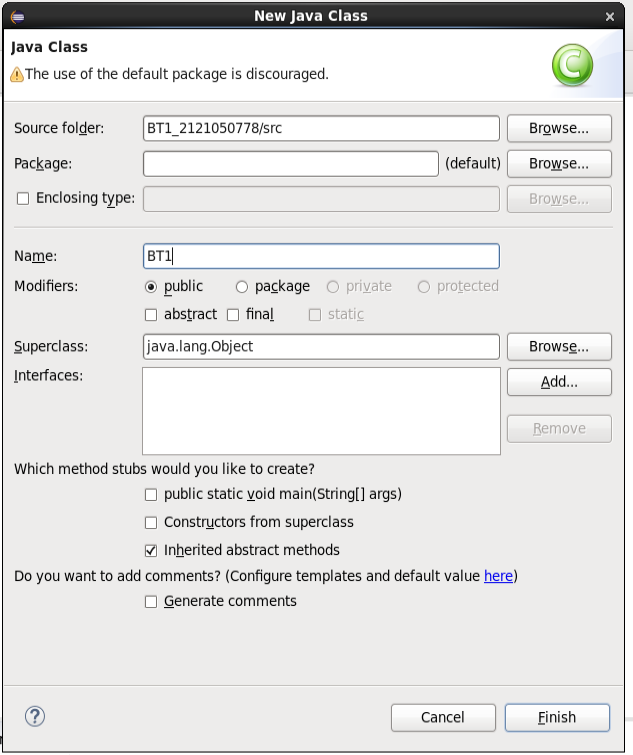 New Java Class
Java Class
The use of the default package is discouraged.
Source folder: BT1_2121050778/src Browse...
Package: (default) Browse...
Enclosing type: Browse...
Name: BT1
Modifiers: public package private protected
abstract final static
Superclass: java.lang.Object Browse...
Interfaces: Add...
Remove
Which method stubs would you like to create?
public static void main(String[] args)
Constructors from superclass
Inherited abstract methods
Do you want to add comments? (Configure templates and default value here)
Generate comments
? Cancel Finish